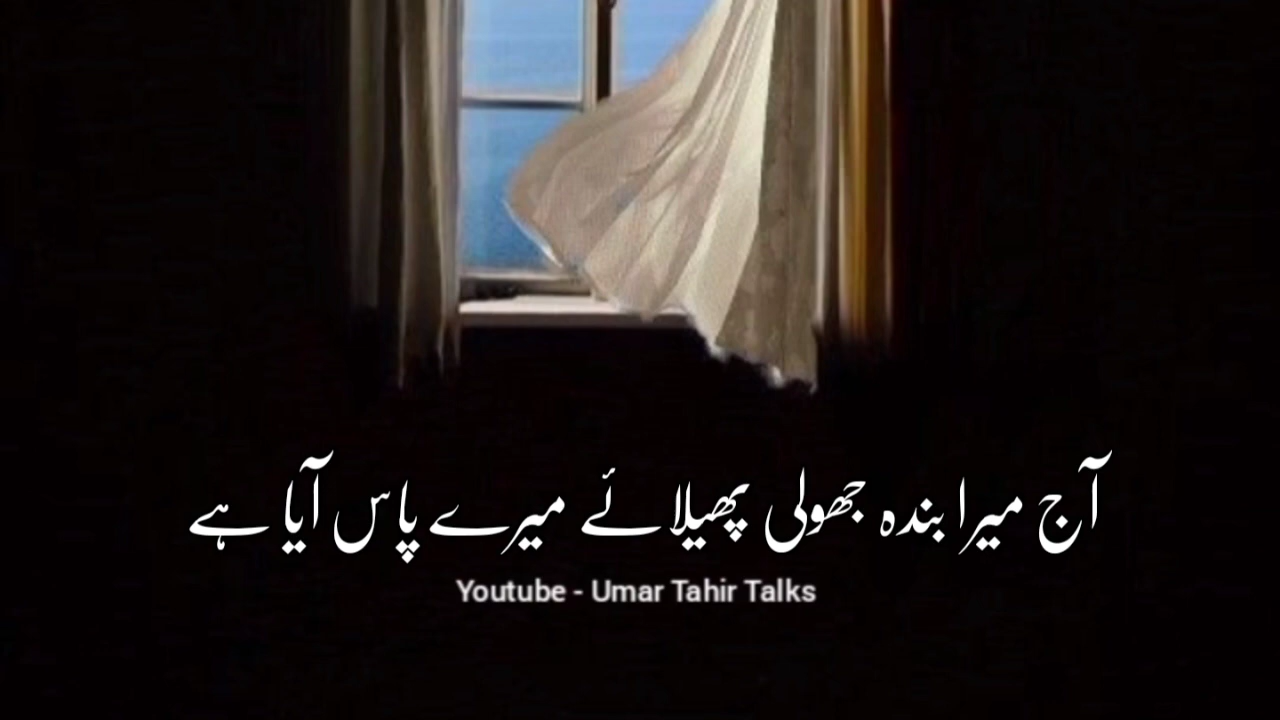 آج میرا بندہ جھولی پھیلائے میرے پاس آیا ہے
Youtube - Umar Tahir Talks